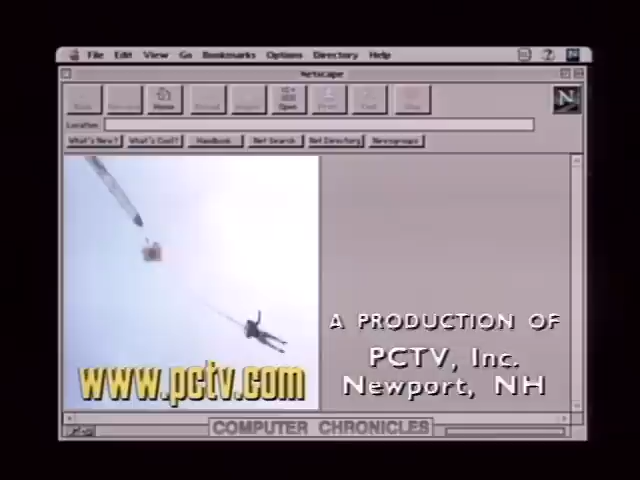 File Edit View Go Bookmarks Options Directory Help
Netscape
Home Open
Location:
What's New? What's Cool? Handbook Net Search Net Directory Newsgroups
N
www.pctv.com
A PRODUCTION OF
PCTV, Inc.
Newport, NH
COMPUTER CHRONICLES